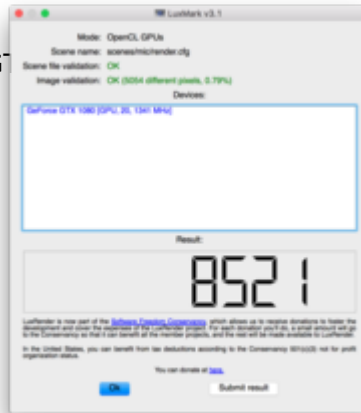 LuxMark v3.1
Mode: OpenCL GPUs
Scene name: scenes/mic/render.cfg
Scene file validation: OK
Image validation: OK (5054 different pixels, 0.79%)
Devices:
GeForce GTX 1080 [GPU, 20, 1341 MHz]
Result:
8521
LuxRender is now part of the Software Freedom Conservancy, which allows us to receive donations to foster the
development and cover the expenses of the LuxRender project. For each donation you'll do, a small amount will go
to the Conservancy so that it can benefit all the member projects, and the rest will be made available to LuxRender.
In the United States, you can benefit from tax deductions according to the Conservancy 501(c)(3) not for profit
organization status.
You can donate at here.
Ok
Submit result